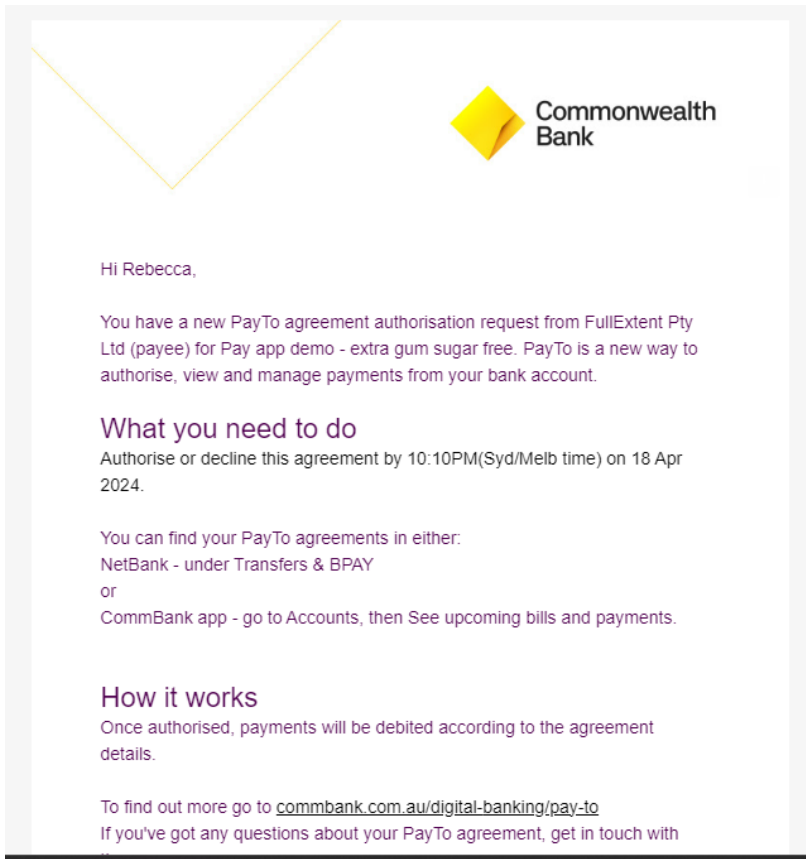 Commonwealth
Bank
Hi Rebecca,
You have a new PayTo agreement authorisation request from FullExtent Pty
Ltd (payee) for Pay app demo - extra gum sugar free. PayTo is a new way to
authorise, view and manage payments from your bank account.
What you need to do
Authorise or decline this agreement by 10:10PM(Syd/Melb time) on 18 Apr
2024.
You can find your PayTo agreements in either:
NetBank - under Transfers & BPAY
or
CommBank app - go to Accounts, then See upcoming bills and payments.
How it works
Once authorised, payments will be debited according to the agreement
details.
To find out more go to commbank.com.au/digital-banking/pay-to
If you've got any questions about your PayTo agreement, get in touch with